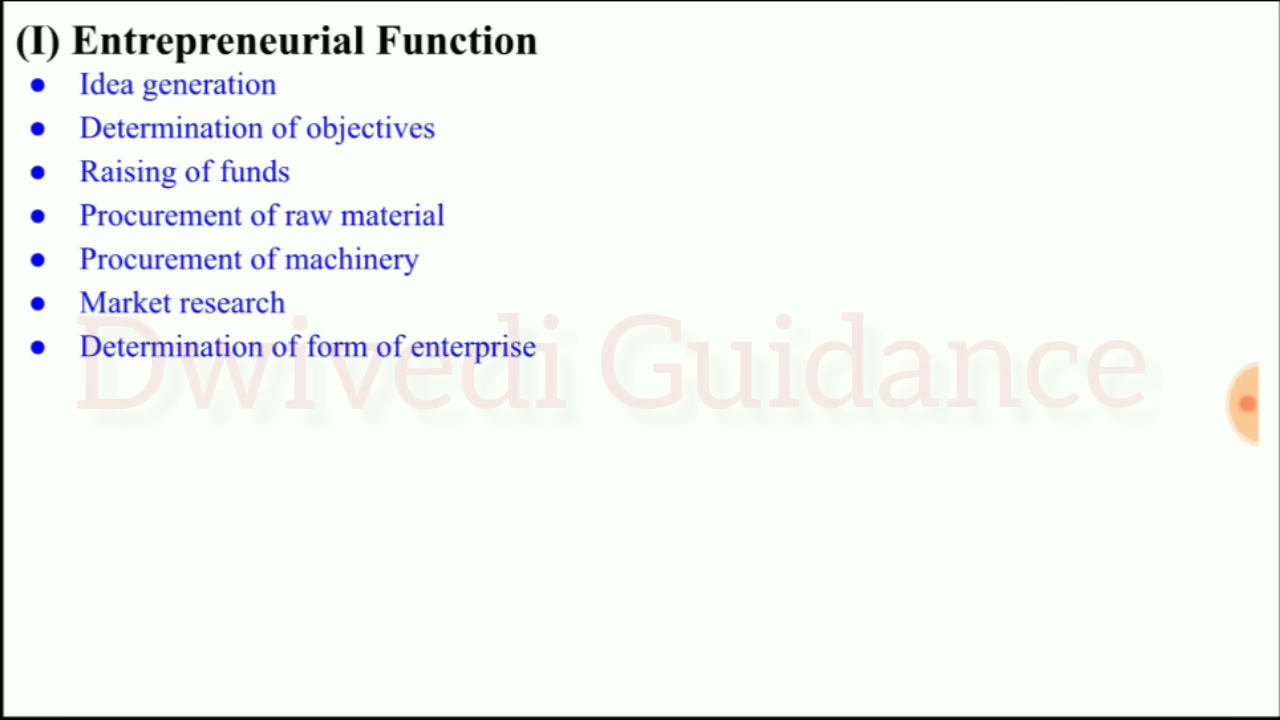 (I) Entrepreneurial Function
● Idea generation
● Determination of objectives
● Raising of funds
● Procurement of raw material
● Procurement of machinery
● Market research
● Determination of form of enterprise
Dwivedi Guidance